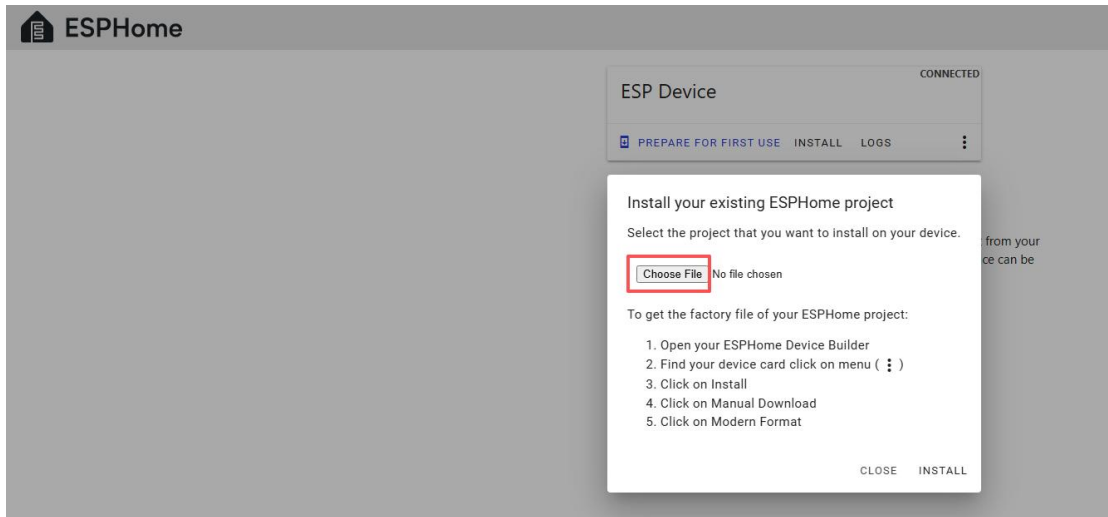 ESPHome
CONNECTED
ESP Device
PREPARE FOR FIRST USE INSTALL LOGS
Install your existing ESPHome project
Select the project that you want to install on your device.
from your
ce can be
Choose File No file chosen
To get the factory file of your ESPHome project:
1. Open your ESPHome Device Builder
2. Find your device card click on menu ( ⋮ )
3. Click on Install
4. Click on Manual Download
5. Click on Modern Format
CLOSE INSTALL